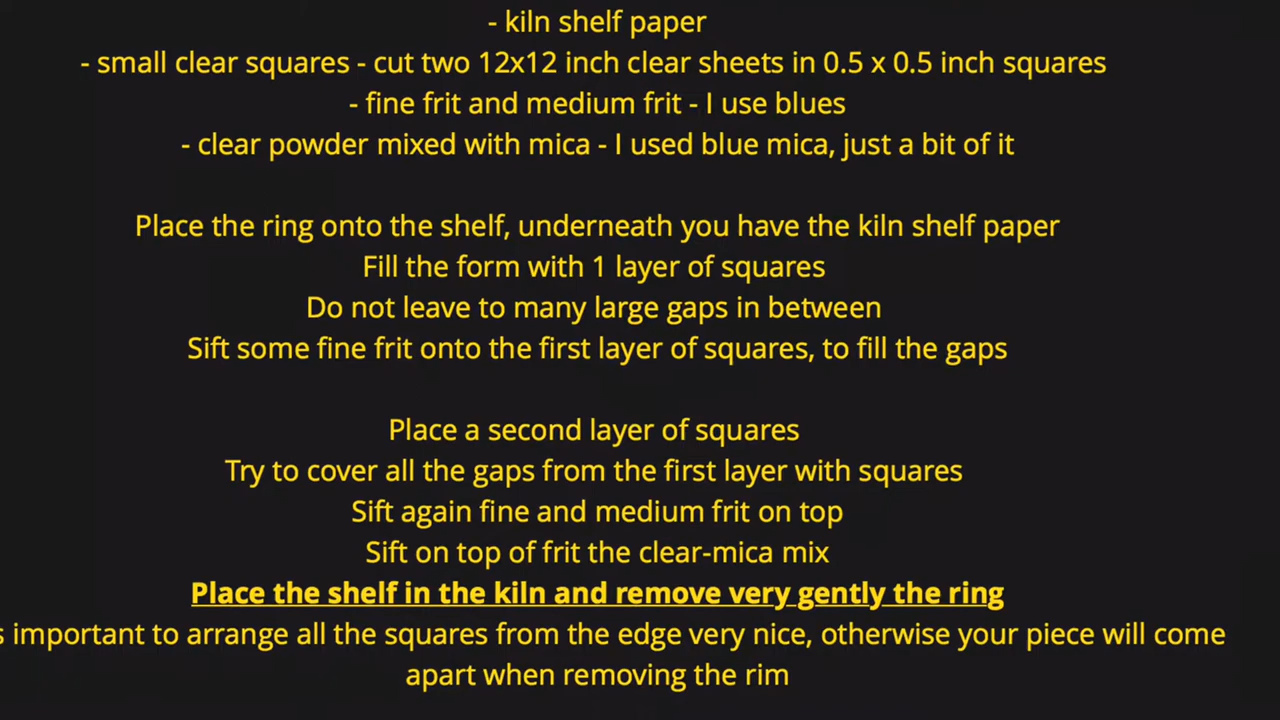 - kiln shelf paper
- small clear squares - cut two 12x12 inch clear sheets in 0.5 x 0.5 inch squares
- fine frit and medium frit - I use blues
- clear powder mixed with mica - I used blue mica, just a bit of it
Place the ring onto the shelf, underneath you have the kiln shelf paper
Fill the form with 1 layer of squares
Do not leave to many large gaps in between
Sift some fine frit onto the first layer of squares, to fill the gaps
Place a second layer of squares
Try to cover all the gaps from the first layer with squares
Sift again fine and medium frit on top
Sift on top of frit the clear-mica mix
Place the shelf in the kiln and remove very gently the ring
important to arrange all the squares from the edge very nice, otherwise your piece will come
apart when removing the rim